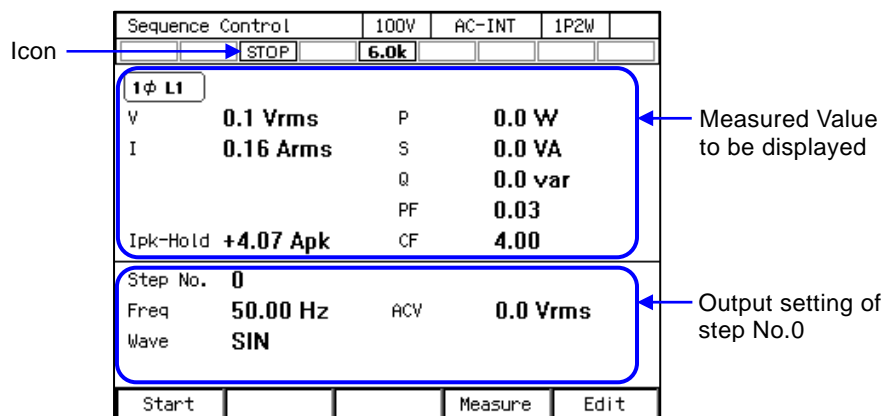 Sequence Control 100V AC-INT 1P2W
Icon STOP 6.0k
1ϕ L1
V 0.1 Vrms P 0.0 W
I 0.16 Arms S 0.0 VA
Q 0.0 var
PF 0.03
Ipk-Hold +4.07 Apk CF 4.00
Measured Value
to be displayed
Step No. 0
Freq 50.00 Hz ACV 0.0 Vrms
Wave SIN
Output setting of
step No.0
Start Measure Edit